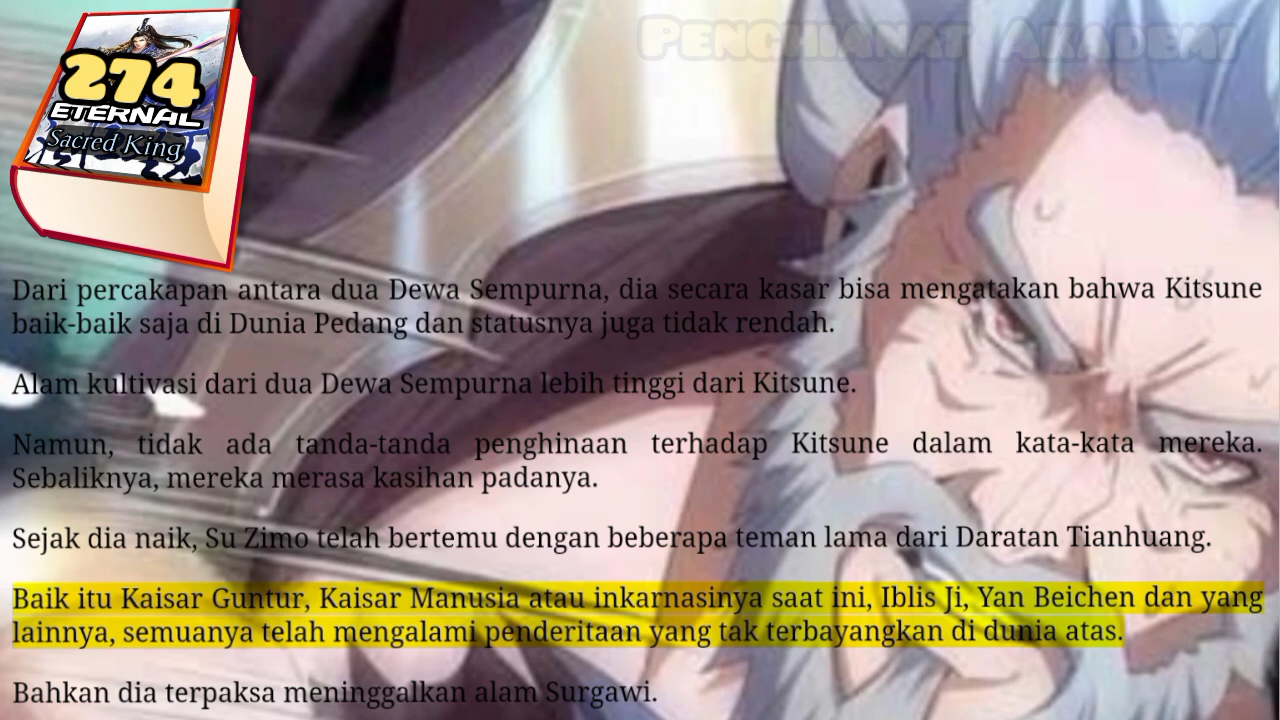 PENGHIANAT AKADEMI
274
ETERNAL
Sacred King
Dari percakapan antara dua Dewa Sempurna, dia secara kasar bisa mengatakan bahwa Kitsune
baik-baik saja di Dunia Pedang dan statusnya juga tidak rendah.
Alam kultivasi dari dua Dewa Sempurna lebih tinggi dari Kitsune.
Namun, tidak ada tanda-tanda penghinaan terhadap Kitsune dalam kata-kata mereka.
Sebaliknya, mereka merasa kasihan padanya.
Sejak dia naik, Su Zimo telah bertemu dengan beberapa teman lama dari Daratan Tianhuang.
Baik itu Kaisar Guntur, Kaisar Manusia atau inkarnasinya saat ini, Iblis Ji, Yan Beichen dan yang
lainnya, semuanya telah mengalami penderitaan yang tak terbayangkan di dunia atas.
Bahkan dia terpaksa meninggalkan alam Surgawi.